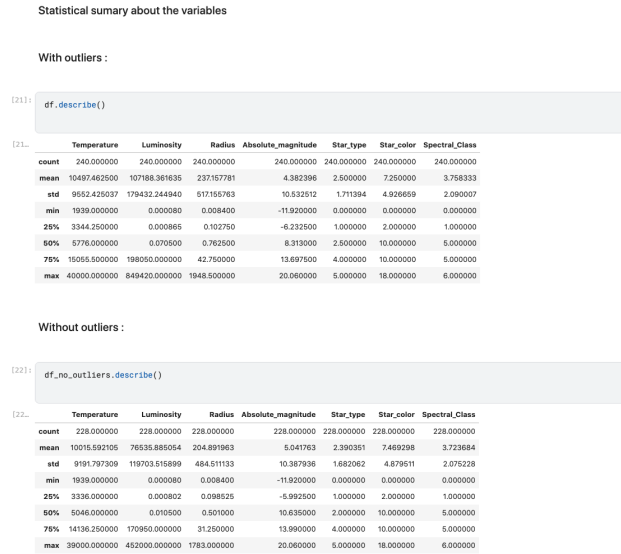 Statistical sumary about the variables
With outliers :
[21]: df.describe()
[21… Temperature Luminosity Radius Absolute_magnitude Star_type Star_color Spectral_Class
count 240.000000 240.000000 240.000000 240.000000 240.000000 240.000000 240.000000
mean 10497.462500 107188.361635 237.157781 4.382396 2.500000 7.250000 3.758333
std 9552.425037 179432.244940 517.155763 10.532512 1.711394 4.926659 2.090007
min 1939.000000 0.000080 0.008400 -11.920000 0.000000 0.000000 0.000000
25% 3344.250000 0.000865 0.102750 -6.232500 1.000000 2.000000 1.000000
50% 5776.000000 0.070500 0.762500 8.313000 2.500000 10.000000 5.000000
75% 15055.500000 198050.000000 42.750000 13.697500 4.000000 10.000000 5.000000
max 40000.000000 849420.000000 1948.500000 20.060000 5.000000 18.000000 6.000000
Without outliers :
[22]: df_no_outliers.describe()
[22… Temperature Luminosity Radius Absolute_magnitude Star_type Star_color Spectral_Class
count 228.000000 228.000000 228.000000 228.000000 228.000000 228.000000 228.000000
mean 10015.592105 76535.885054 204.891963 5.041763 2.390351 7.469298 3.723684
std 9191.797309 119703.515899 484.511133 10.387936 1.682062 4.879511 2.075228
min 1939.000000 0.000080 0.008400 -11.920000 0.000000 0.000000 0.000000
25% 3336.000000 0.000802 0.098525 -5.992500 1.000000 2.000000 1.000000
50% 5046.000000 0.010500 0.501000 10.635000 2.000000 10.000000 5.000000
75% 14136.250000 170950.000000 31.250000 13.990000 4.000000 10.000000 5.000000
max 39000.000000 452000.000000 1783.000000 20.060000 5.000000 18.000000 6.000000